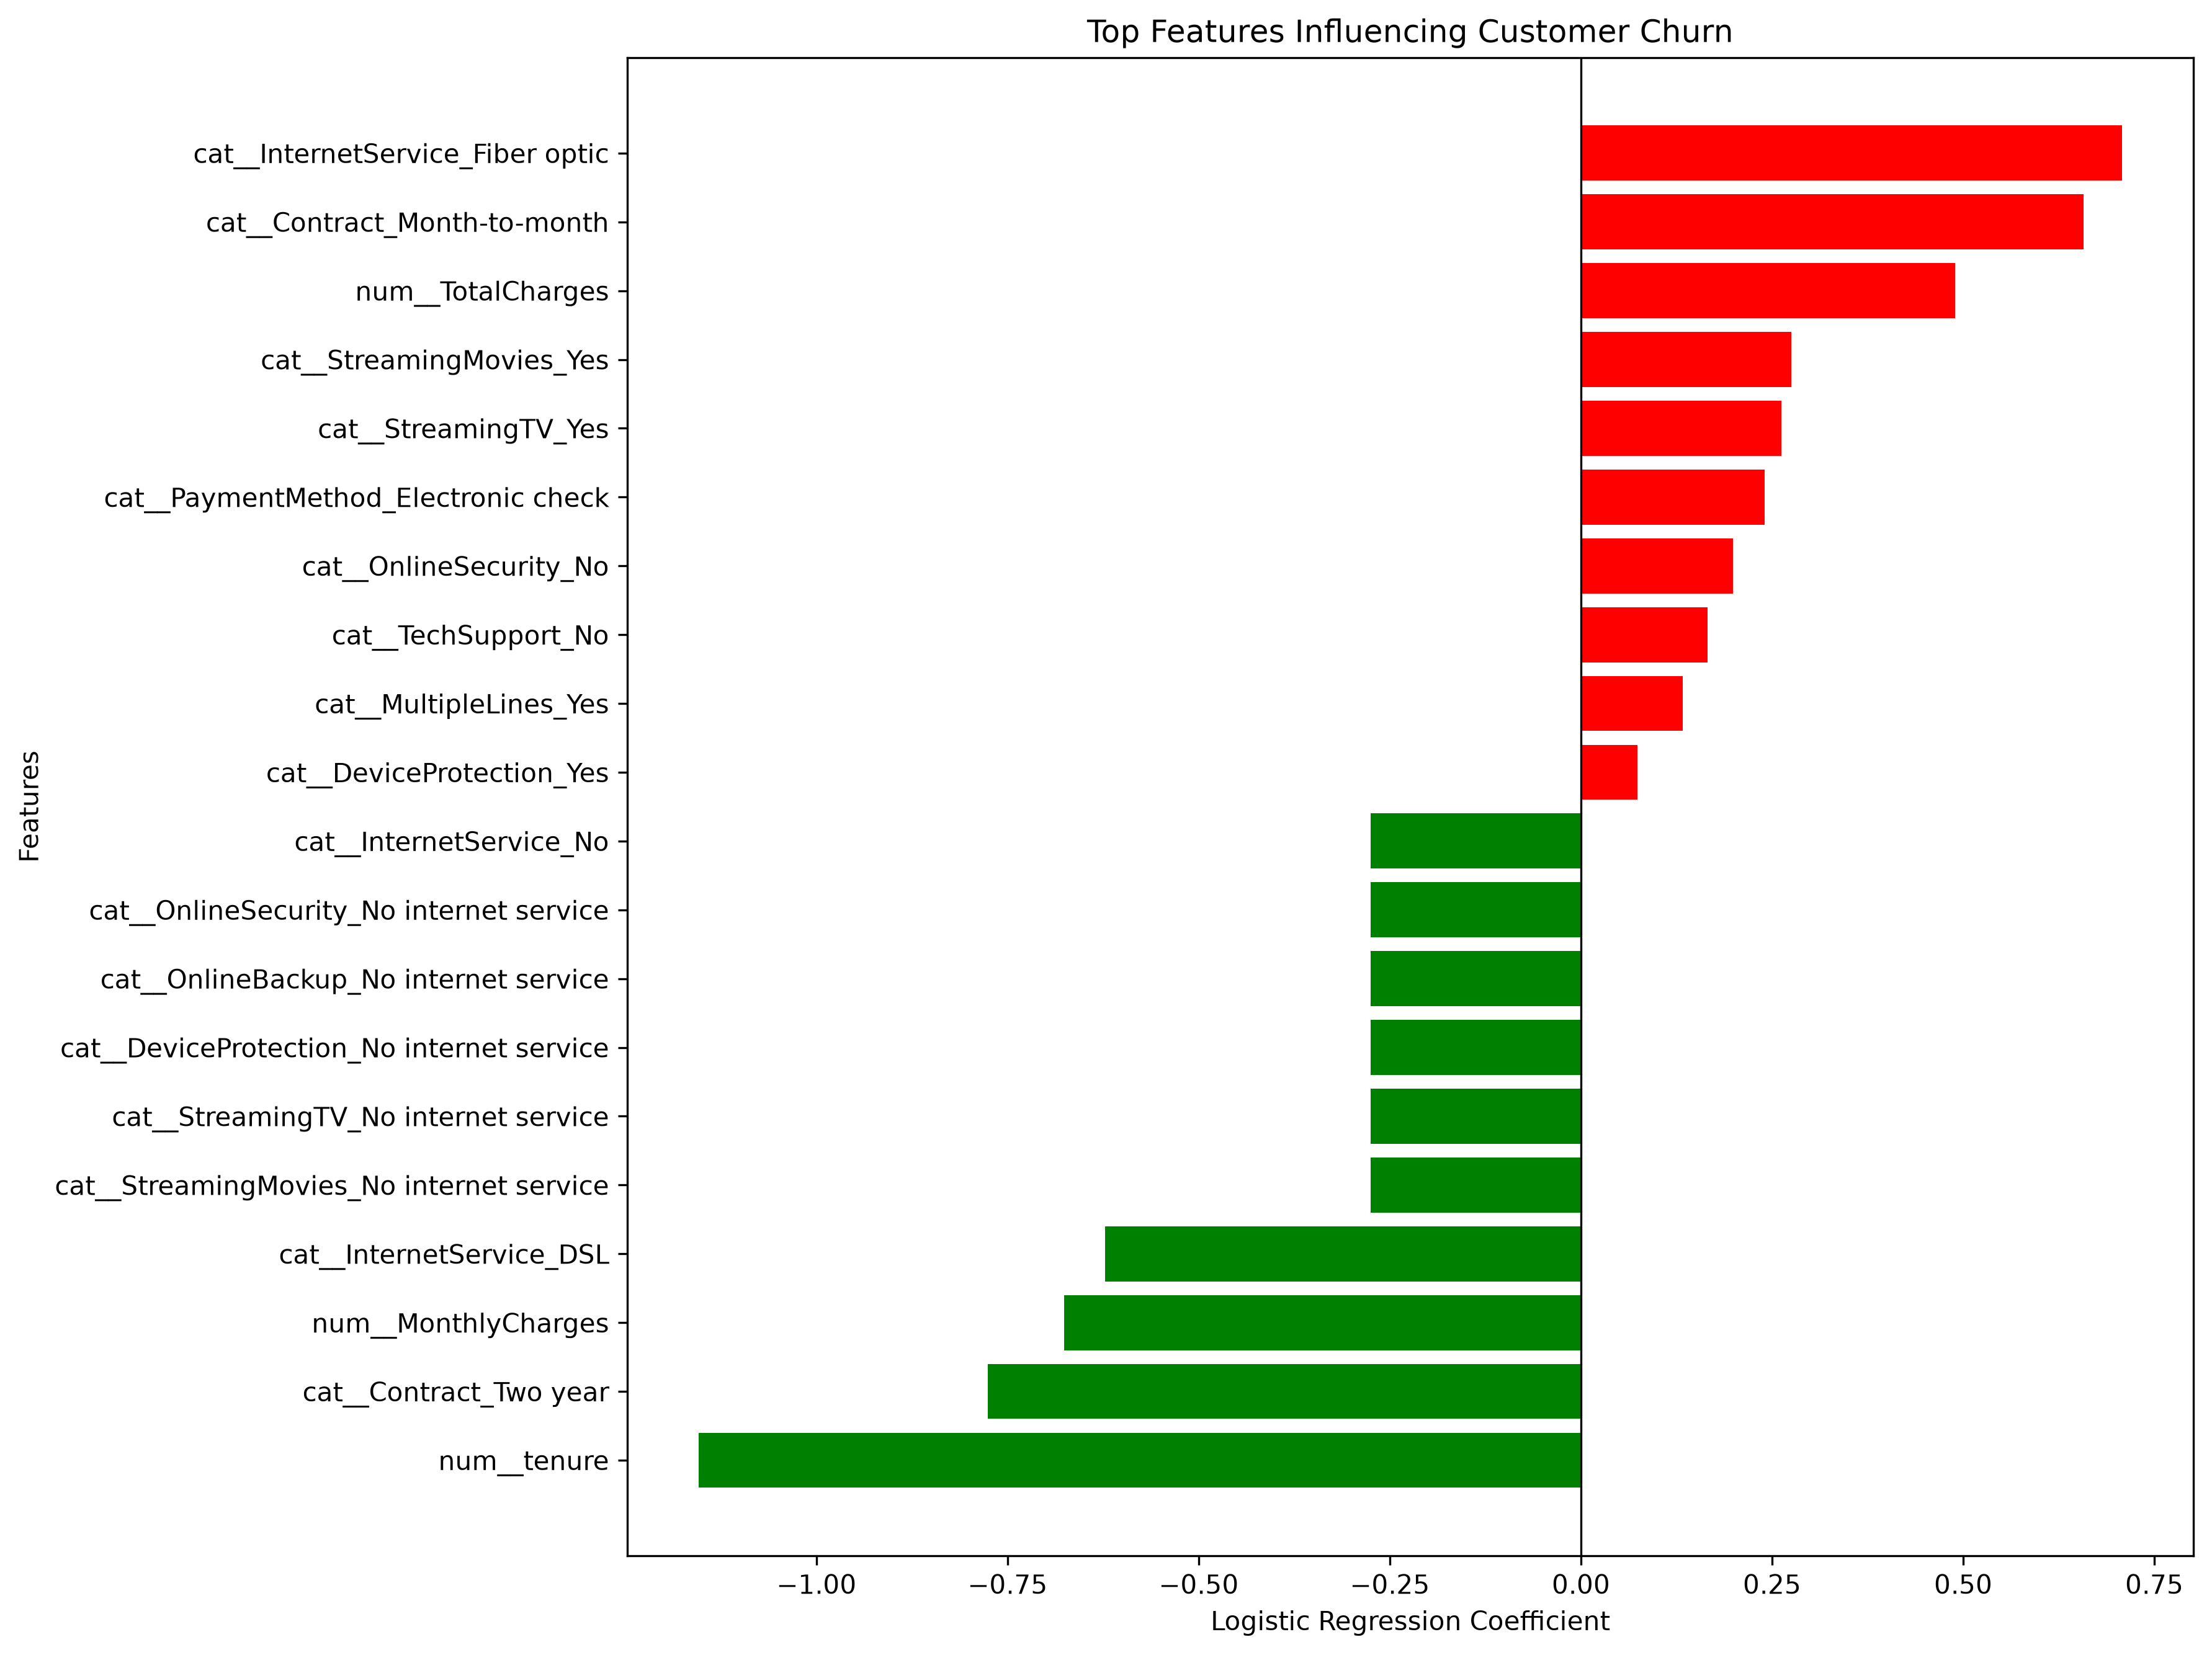 Top Features Influencing Customer Churn
cat__InternetService_Fiber optic
cat__Contract_Month-to-month
num__TotalCharges
cat__StreamingMovies_Yes
cat__StreamingTV_Yes
cat__PaymentMethod_Electronic check
cat__OnlineSecurity_No
cat__TechSupport_No
cat__MultipleLines_Yes
cat__DeviceProtection_Yes
cat__InternetService_No
cat__OnlineSecurity_No internet service
cat__OnlineBackup_No internet service
cat__DeviceProtection_No internet service
cat__StreamingTV_No internet service
cat__StreamingMovies_No internet service
cat__InternetService_DSL
num__MonthlyCharges
cat__Contract_Two year
num__tenure
Features
−1.00 −0.75 −0.50 −0.25 0.00 0.25 0.50 0.75
Logistic Regression Coefficient